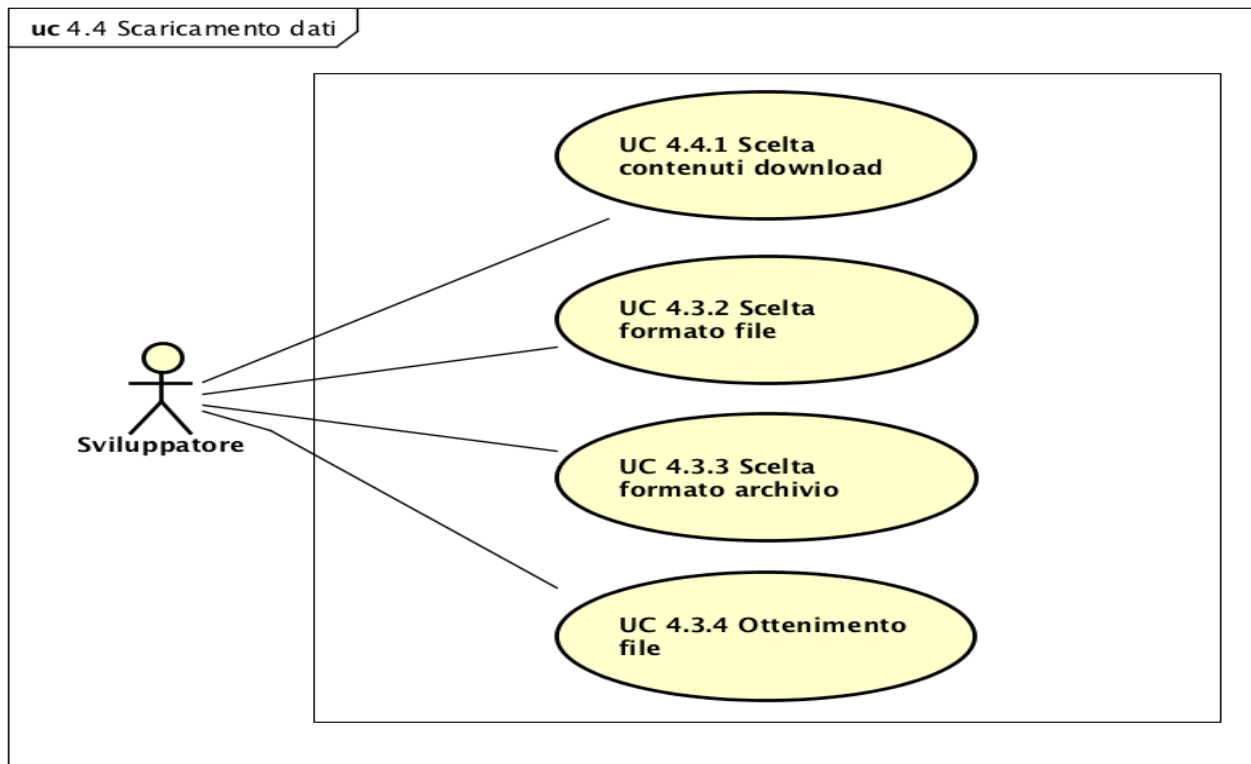 uc 4.4 Scaricamento dati
UC 4.4.1 Scelta
contenuti download
UC 4.3.2 Scelta
formato file
Sviluppatore
UC 4.3.3 Scelta
formato archivio
UC 4.3.4 Ottenimento
file